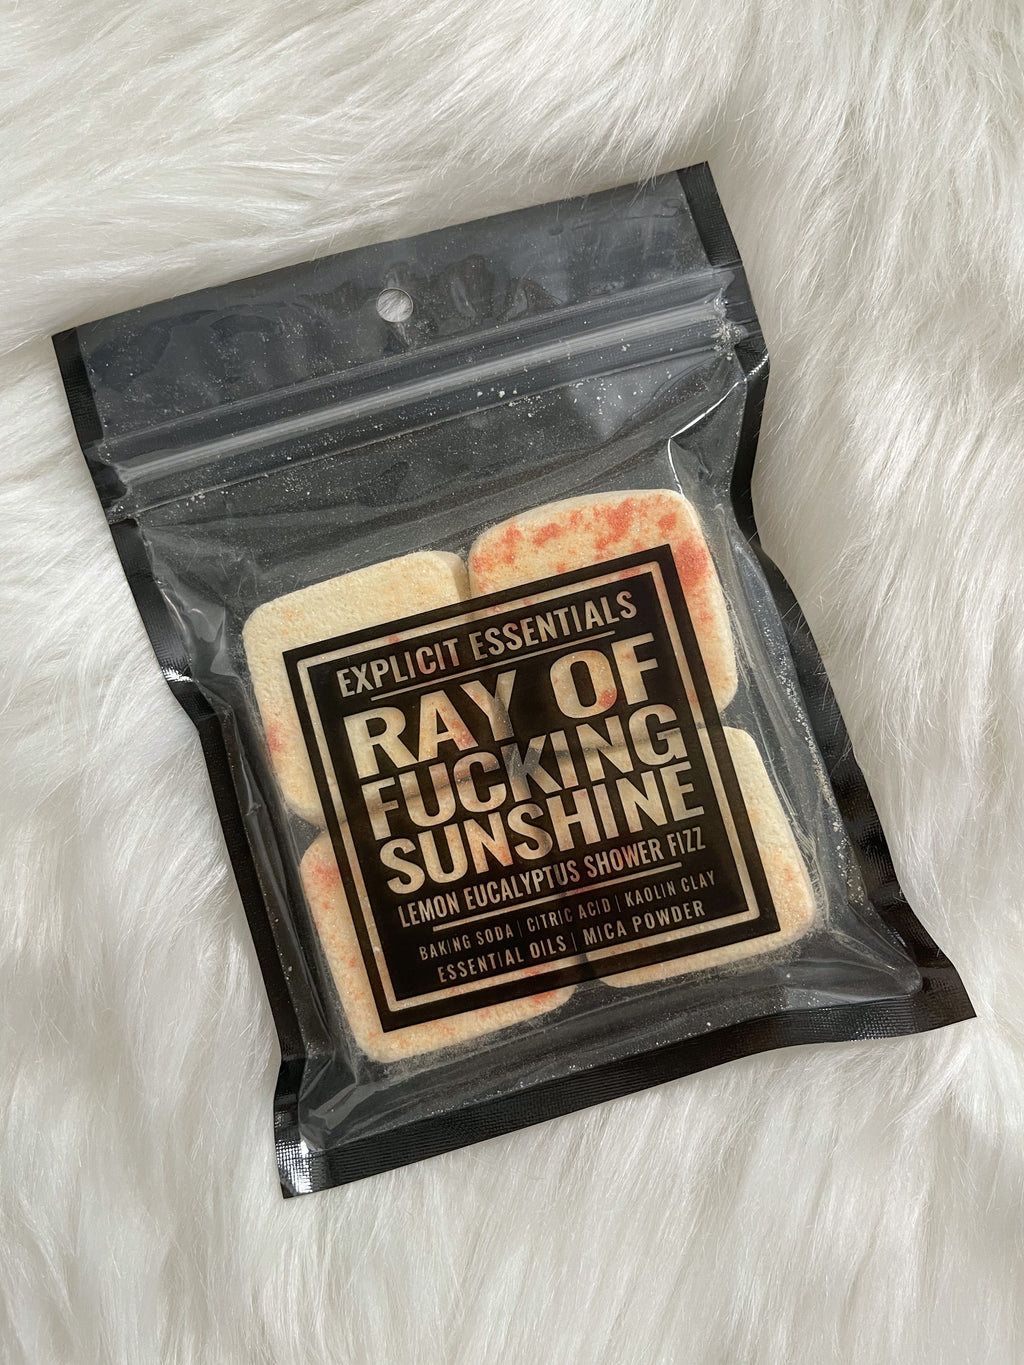 EXPLICIT ESSENTIALS
RAY OF
FUCKING
SUNSHINE
LEMON EUCALYPTUS SHOWER FIZZ
BAKING SODA | CITRIC ACID | KAOLIN CLAY
ESSENTIAL OILS | MICA POWDER